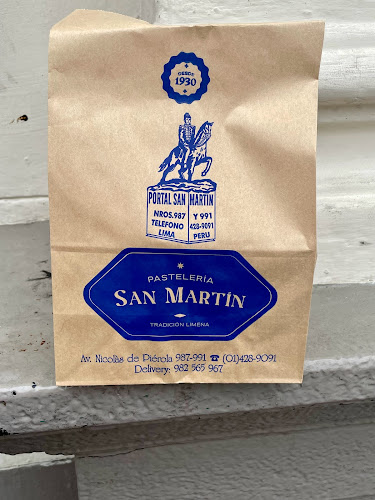 DESDE
1930
PORTAL SAN MARTIN
NROS.987 Y 991
TELEFONO 428-9091
LIMA PERU
PASTELERÍA
SAN MARTÍN
TRADICIÓN LIMEÑA
Av. Nicolás de Piérola 987-991 ☎ (01)428-9091
Delivery: 982 565 967